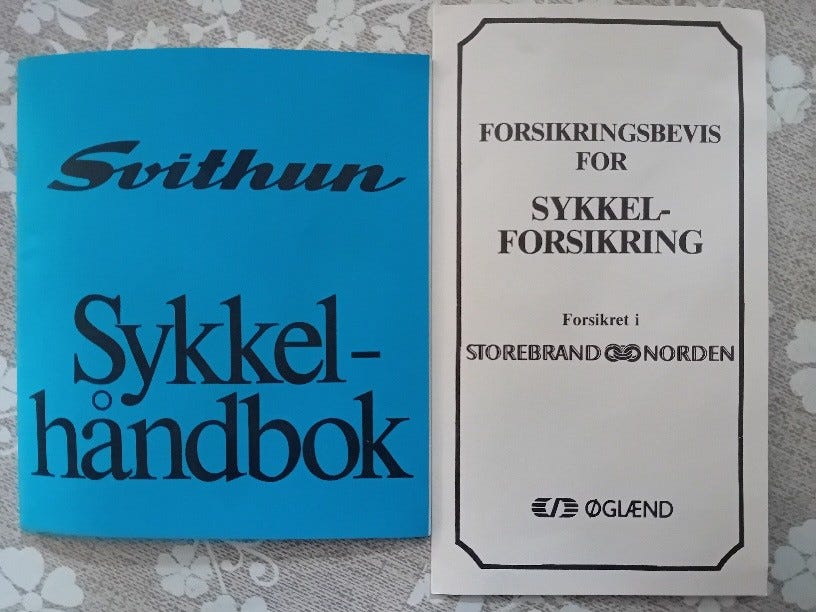 Svithun
Sykkel-
håndbok
FORSIKRINGSBEVIS
FOR
SYKKEL-
FORSIKRING
Forsikret i
STOREBRAND NORDEN
ØGLÆND